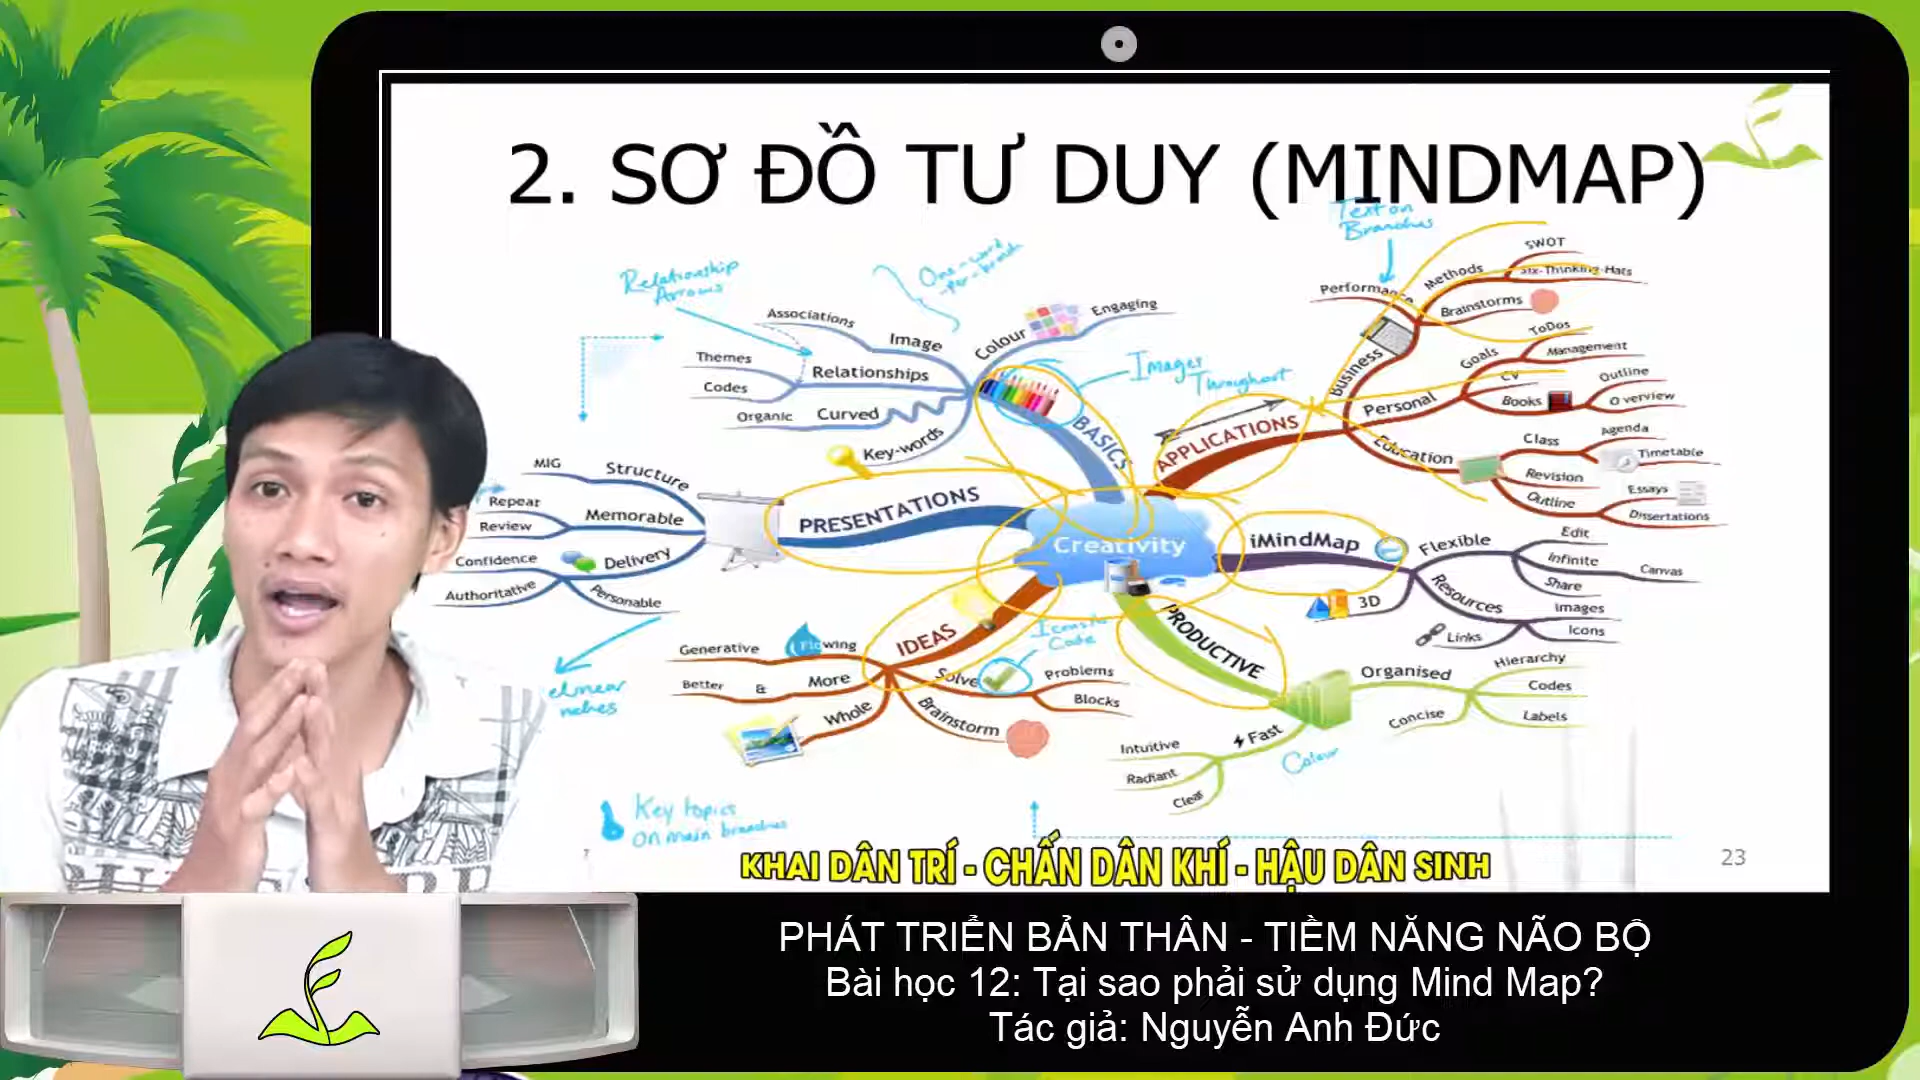 2. SƠ ĐỒ TƯ DUY (MINDMAP)
Text on
Branches
Relationship
Arrows
One-word
-per-branch
Associations
Image
Colour
Engaging
Themes
Relationships
Codes
Organic
Curved
Key-words
BASICS
Images
Throughout
APPLICATIONS
Business
Performance
Methods
SWOT
Six-Thinking-Hats
Brainstorms
Goals
ToDos
Management
Personal
CV
Books
Outline
Overview
Education
Class
Agenda
Timetable
Revision
Outline
Essays
Dissertations
MIG
Structure
Repeat
Review
Memorable
Confidence
Delivery
Authoritative
Personable
PRESENTATIONS
Creativity
iMindMap
Flexible
Edit
Infinite
Canvas
Share
3D
Resources
Images
Links
Icons
Generative
Flowing
IDEAS
Better
&
More
Whole
Solve
Problems
Blocks
Brainstorm
Code
PRODUCTIVE
Organised
Hierarchy
Codes
Labels
Concise
Fast
Intuitive
Radiant
Clear
Colour
Key topics
on main branches
KHAI DÂN TRÍ - CHẤN DÂN KHÍ - HẬU DÂN SINH
23
PHÁT TRIỂN BẢN THÂN - TIỀM NĂNG NÃO BỘ
Bài học 12: Tại sao phải sử dụng Mind Map?
Tác giả: Nguyễn Anh Đức